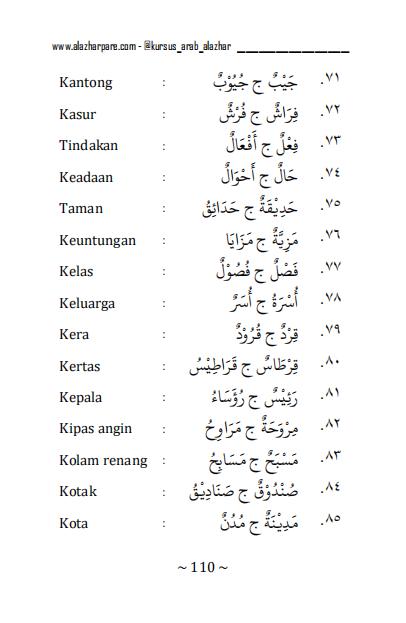 www.alazharpare.com - @kursus_arab_alazhar
Kantong : جَيْبٌ ج جُيُوْبٌ .٧١
Kasur : فِرَاشٌ ج فُرُشٌ .٧٢
Tindakan : فِعْلٌ ج أَفْعَالٌ .٧٣
Keadaan : حَالٌ ج أَحْوَالٌ .٧٤
Taman : حَدِيْقَةٌ ج حَدَائِقُ .٧٥
Keuntungan : مَزِيَّةٌ ج مَزَايَا .٧٦
Kelas : فَصْلٌ ج فُصُوْلٌ .٧٧
Keluarga : أُسْرَةٌ ج أُسَرٌ .٧٨
Kera : قِرْدٌ ج قُرُوْدٌ .٧٩
Kertas : قِرْطَاسٌ ج قَرَاطِيْسُ .٨٠
Kepala : رَئِيْسٌ ج رُؤَسَاءُ .٨١
Kipas angin : مِرْوَحَةٌ ج مَرَاوِحُ .٨٢
Kolam renang : مَسْبَحٌ ج مَسَابِحُ .٨٣
Kotak : صُنْدُوْقٌ ج صَنَادِيْقُ .٨٤
Kota : مَدِيْنَةٌ ج مُدُنٌ .٨٥
~ 110 ~